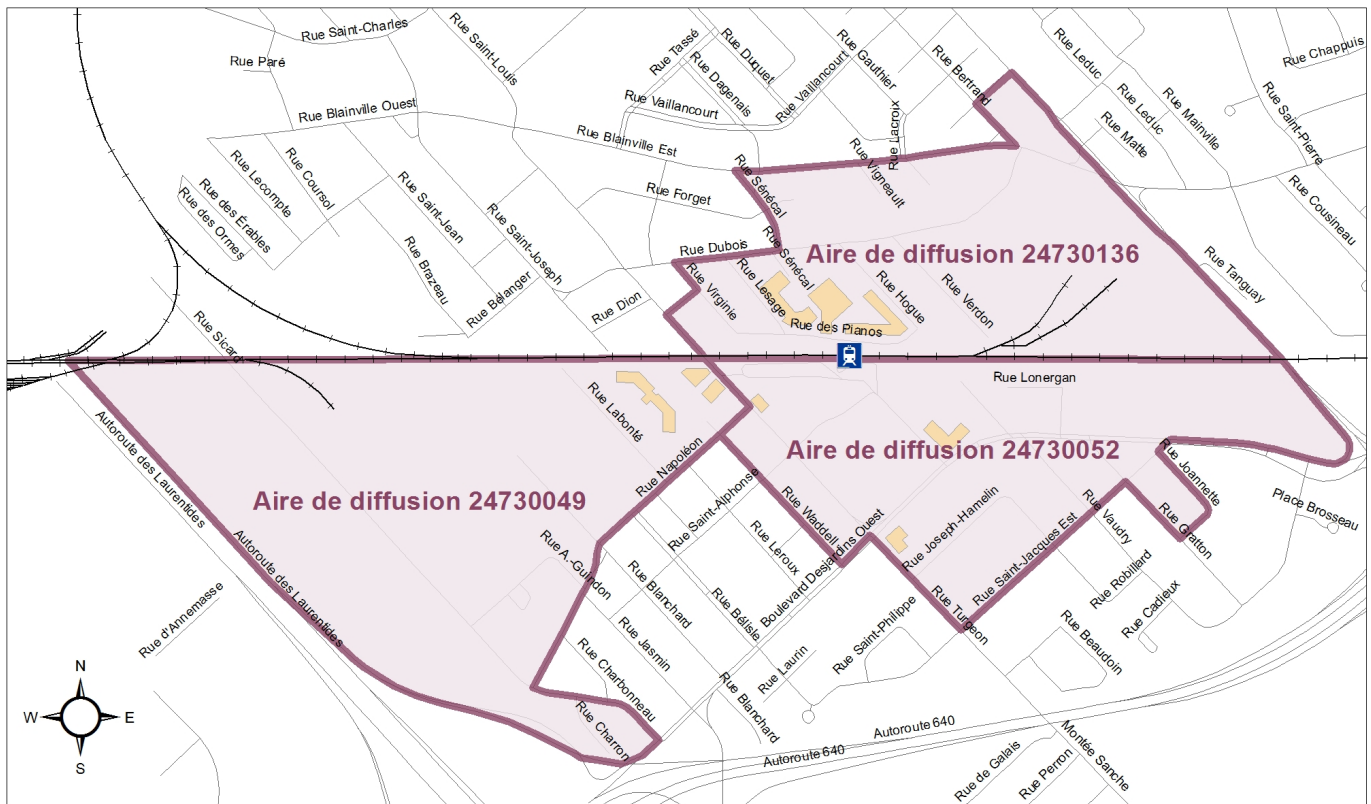 Rue Saint-Charles
Rue Saint-Louis
Rue Paré
Rue Tassé
Rue Duquet
Rue Dagenais
Rue Vaillancourt
Rue Gauthier
Rue Bertrand
Rue Leduc
Rue Chappuis
Rue Blainville Ouest
Rue Vaillancourt
Rue Lacroix
Rue Leduc
Rue Mainville
Rue Matte
Rue Saint-Pierre
Rue Blainville Est
Rue Lecompte
Rue Coursol
Rue des Érables
Rue des Ormes
Rue Saint-Jean
Rue Forget
Rue Sénécal
Rue Vigneault
Rue Cousineau
Rue Saint-Joseph
Rue Brazeau
Rue Bélanger
Rue Dubois
Rue Sénécal
Aire de diffusion 24730136
Rue Tanguay
Rue Virginie
Rue Lesage
Rue Hogue
Rue Verdon
Rue Dion
Rue Sicard
Rue des Pianos
Rue Lonergan
Rue Labonté
Autoroute des Laurentides
Rue Napoléon
Aire de diffusion 24730052
Rue Joannette
Aire de diffusion 24730049
Rue Saint-Alphonse
Rue Waddell
Rue Joseph-Hamelin
Rue Vaudry
Rue Gratton
Place Brosseau
Autoroute des Laurentides
Rue A.-Guindon
Rue Leroux
Boulevard Desjardins Ouest
Rue Saint-Jacques Est
Rue Robillard
Rue Cadieux
Rue d'Annemasse
Rue Blanchard
Rue Bélisle
Rue Turgeon
Rue Jasmin
Rue Saint-Philippe
Rue Beaudoin
Rue Charbonneau
Rue Laurin
Rue Blanchard
Rue Charron
N
W
E
S
Autoroute 640
Autoroute 640
Montée Sanche
Rue de Galais
Rue Perron